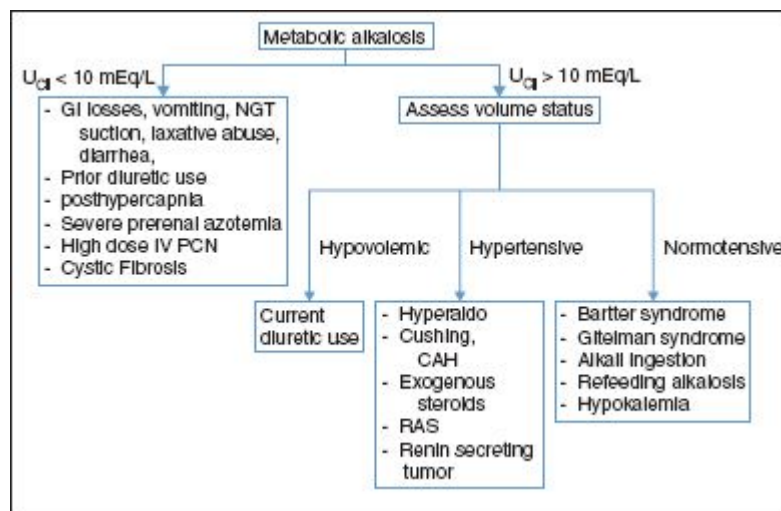 Metabolic alkalosis
UCl < 10 mEq/L
UCl > 10 mEq/L
- GI losses, vomiting, NGT
suction, laxative abuse,
diarrhea,
- Prior diuretic use
- posthypercapnia
- Severe prerenal azotemia
- High dose IV PCN
- Cystic Fibrosis
Assess volume status
Hypovolemic
Hypertensive
Normotensive
Current
diuretic use
- Hyperaldo
- Cushing,
CAH
- Exogenous
steroids
- RAS
- Renin secreting
tumor
- Bartter syndrome
- Gitelman syndrome
- Alkali ingestion
- Refeeding alkalosis
- Hypokalemia